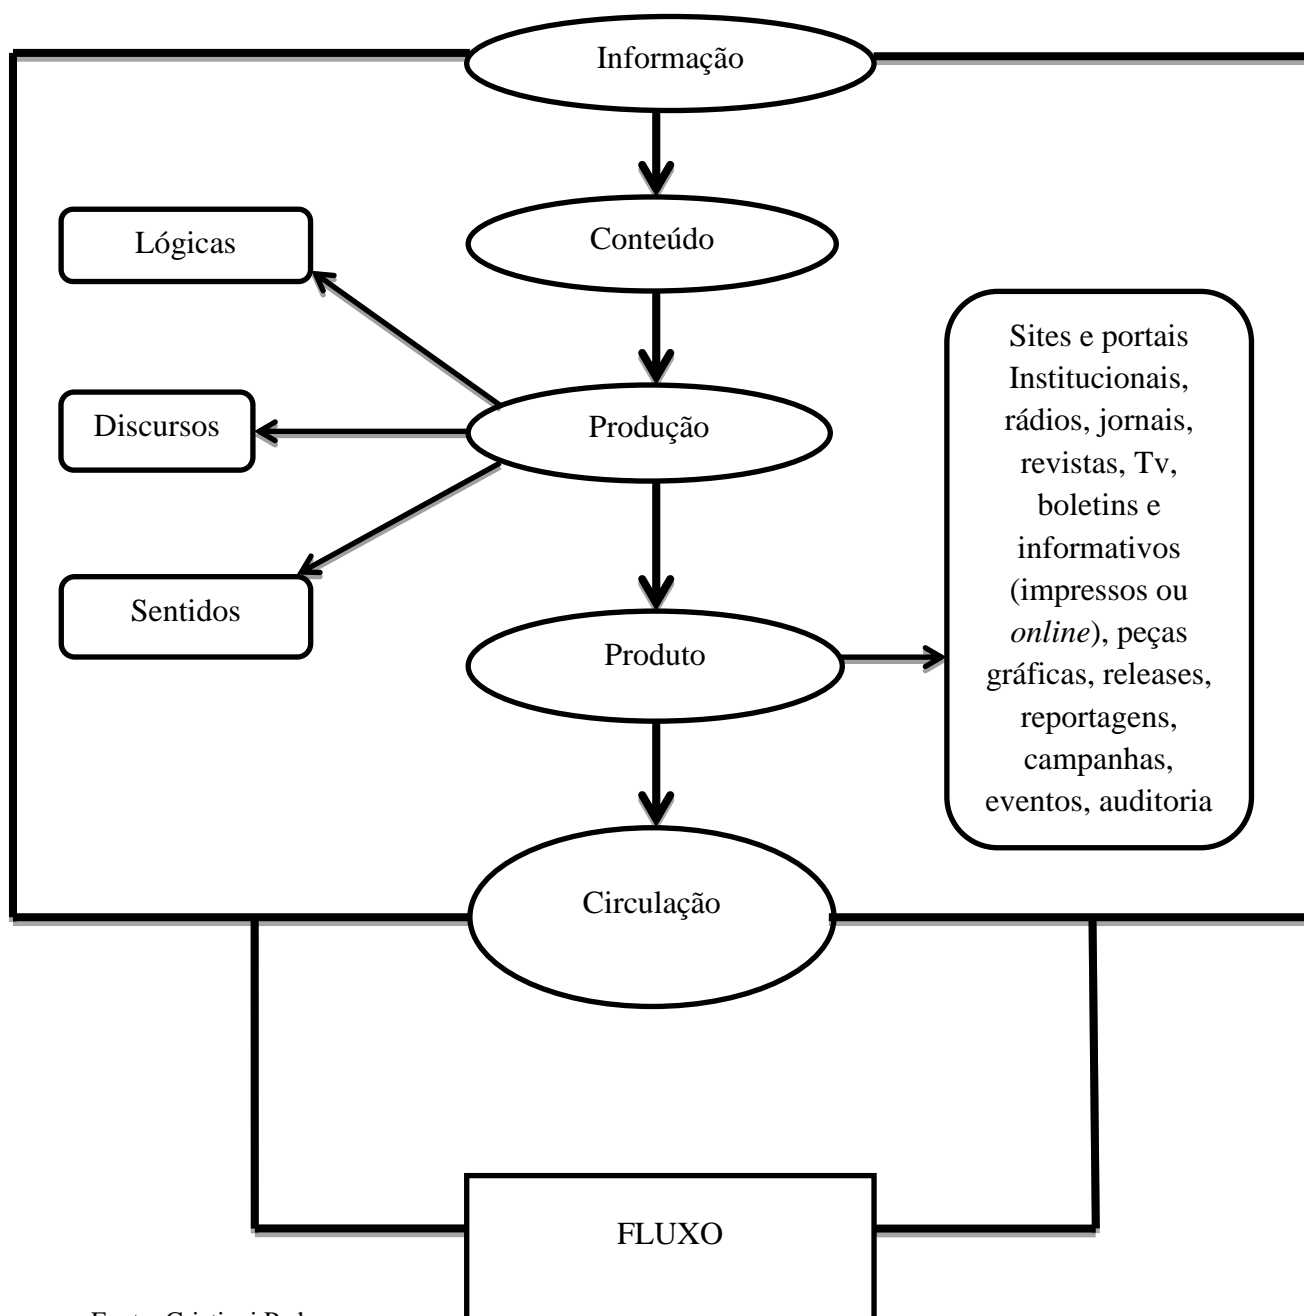 Informação
Conteúdo
Lógicas
Produção
Discursos
Sentidos
Produto
Sites e portais
Institucionais,
rádios, jornais,
revistas, Tv,
boletins e
informativos
(impressos ou
online), peças
gráficas, releases,
reportagens,
campanhas,
eventos, auditoria
Circulação
FLUXO